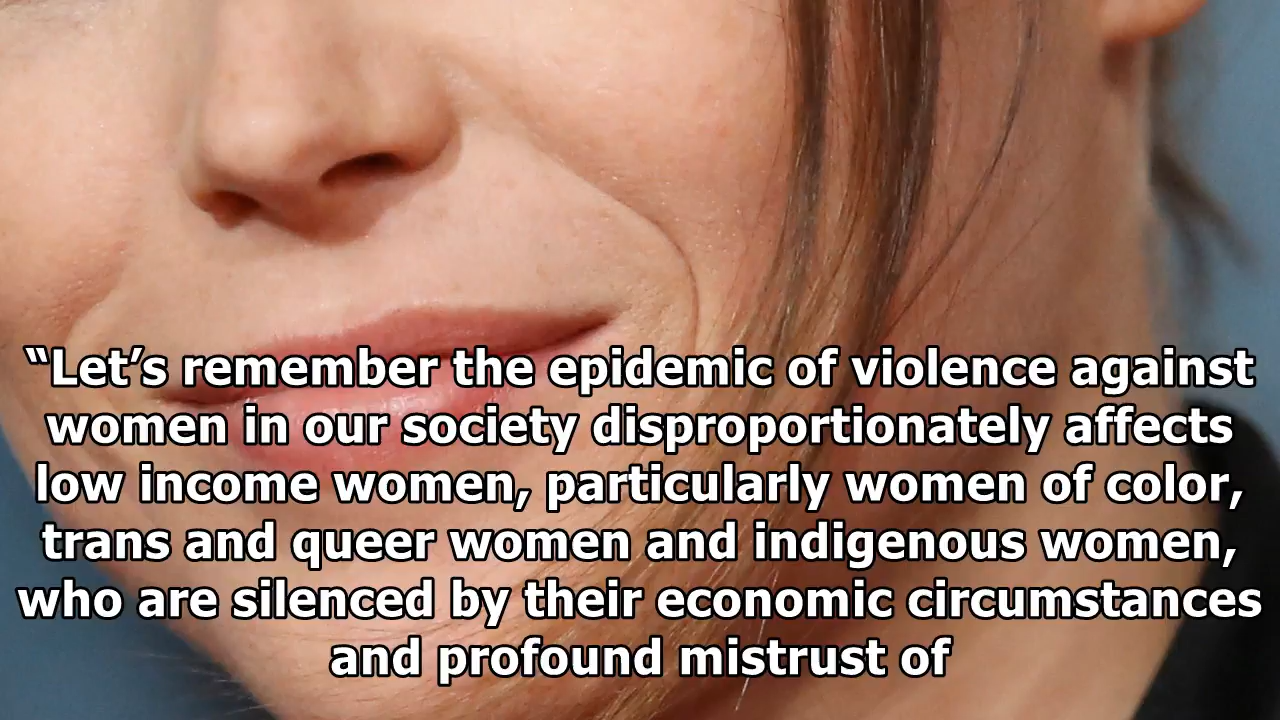 “Let’s remember the epidemic of violence against
women in our society disproportionately affects
low income women, particularly women of color,
trans and queer women and indigenous women,
who are silenced by their economic circumstances
and profound mistrust of